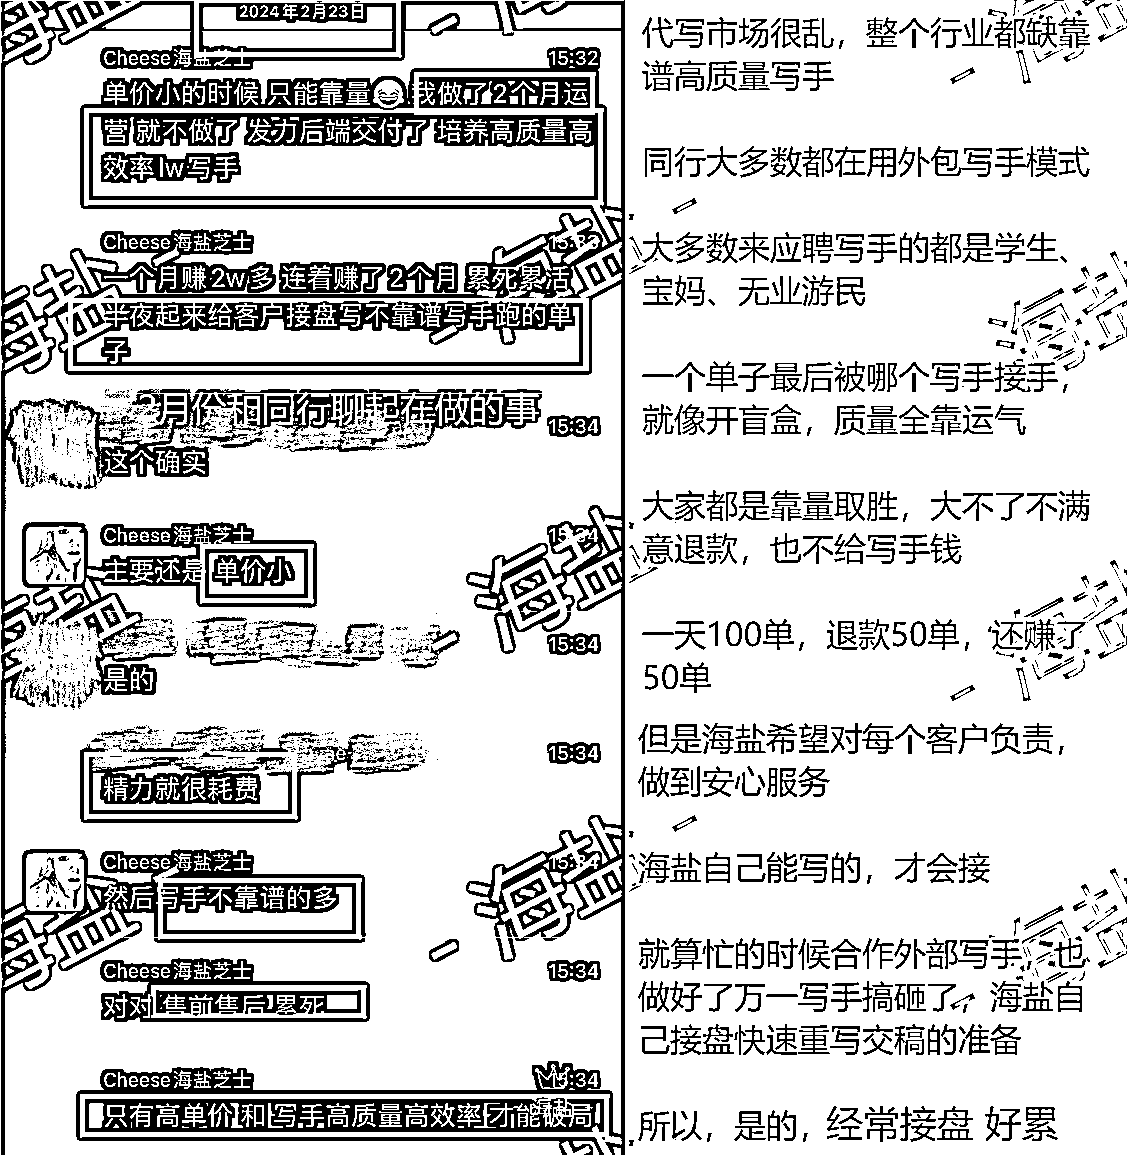 2024年2月23日
Cheese海盐芝士
15:32
单价小的时候 只能靠量😂我做了2个月运
营 就不做了 发力后端交付了 培养高质量高
效率lw写手
Cheese海盐芝士
15:33
一个月赚2w多 连着赚了2个月 累死累活
半夜起来给客户接盘写不靠谱写手跑的单
子
2月份和同行聊起在做的事
15:34
这个确实
Cheese海盐芝士
15:34
主要还是 单价小
15:34
是的
15:34
精力就很耗费
Cheese海盐芝士
15:34
然后写手不靠谱的多
Cheese海盐芝士
15:34
对对 售前售后 累死
Cheese海盐芝士
15:34
只有高单价 和 写手高质量高效率 才能破局
代写市场很乱，整个行业都缺靠
谱高质量写手
同行大多数都在用外包写手模式
大多数来应聘写手的都是学生、
宝妈、无业游民
一个单子最后被哪个写手接手，
就像开盲盒，质量全靠运气
大家都是靠量取胜，大不了不满
意退款，也不给写手钱
一天100单，退款50单，还赚了
50单
但是海盐希望对每个客户负责，
做到安心服务
海盐自己能写的，才会接
就算忙的时候合作外部写手，也
做好了万一写手搞砸了，海盐自
己接盘快速重写交稿的准备
所以，是的，经常接盘 好累
海盐